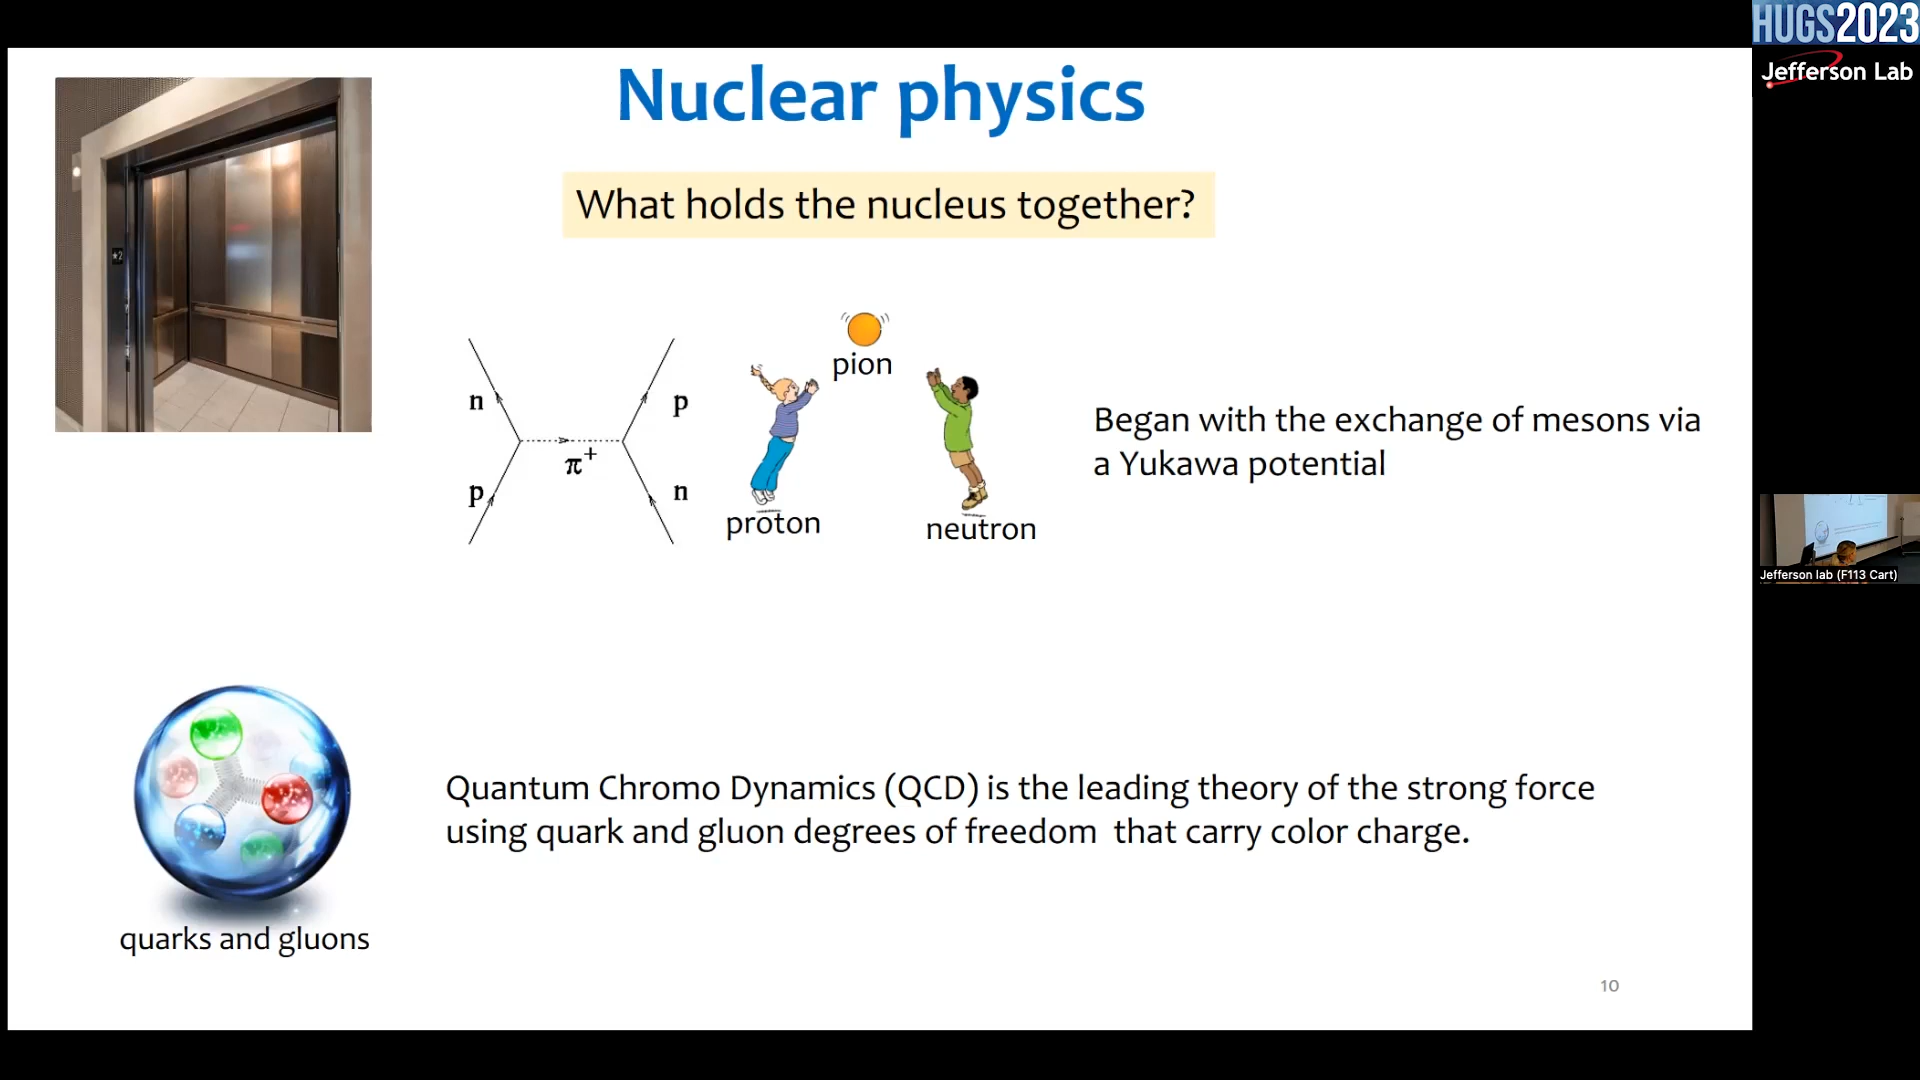 HUGS2023
Jefferson Lab
Nuclear physics
What holds the nucleus together?
★2
pion
n
p
π+
p
n
proton
neutron
Began with the exchange of mesons via
a Yukawa potential
Jefferson lab (F113 Cart)
Quantum Chromo Dynamics (QCD) is the leading theory of the strong force
using quark and gluon degrees of freedom that carry color charge.
quarks and gluons
10